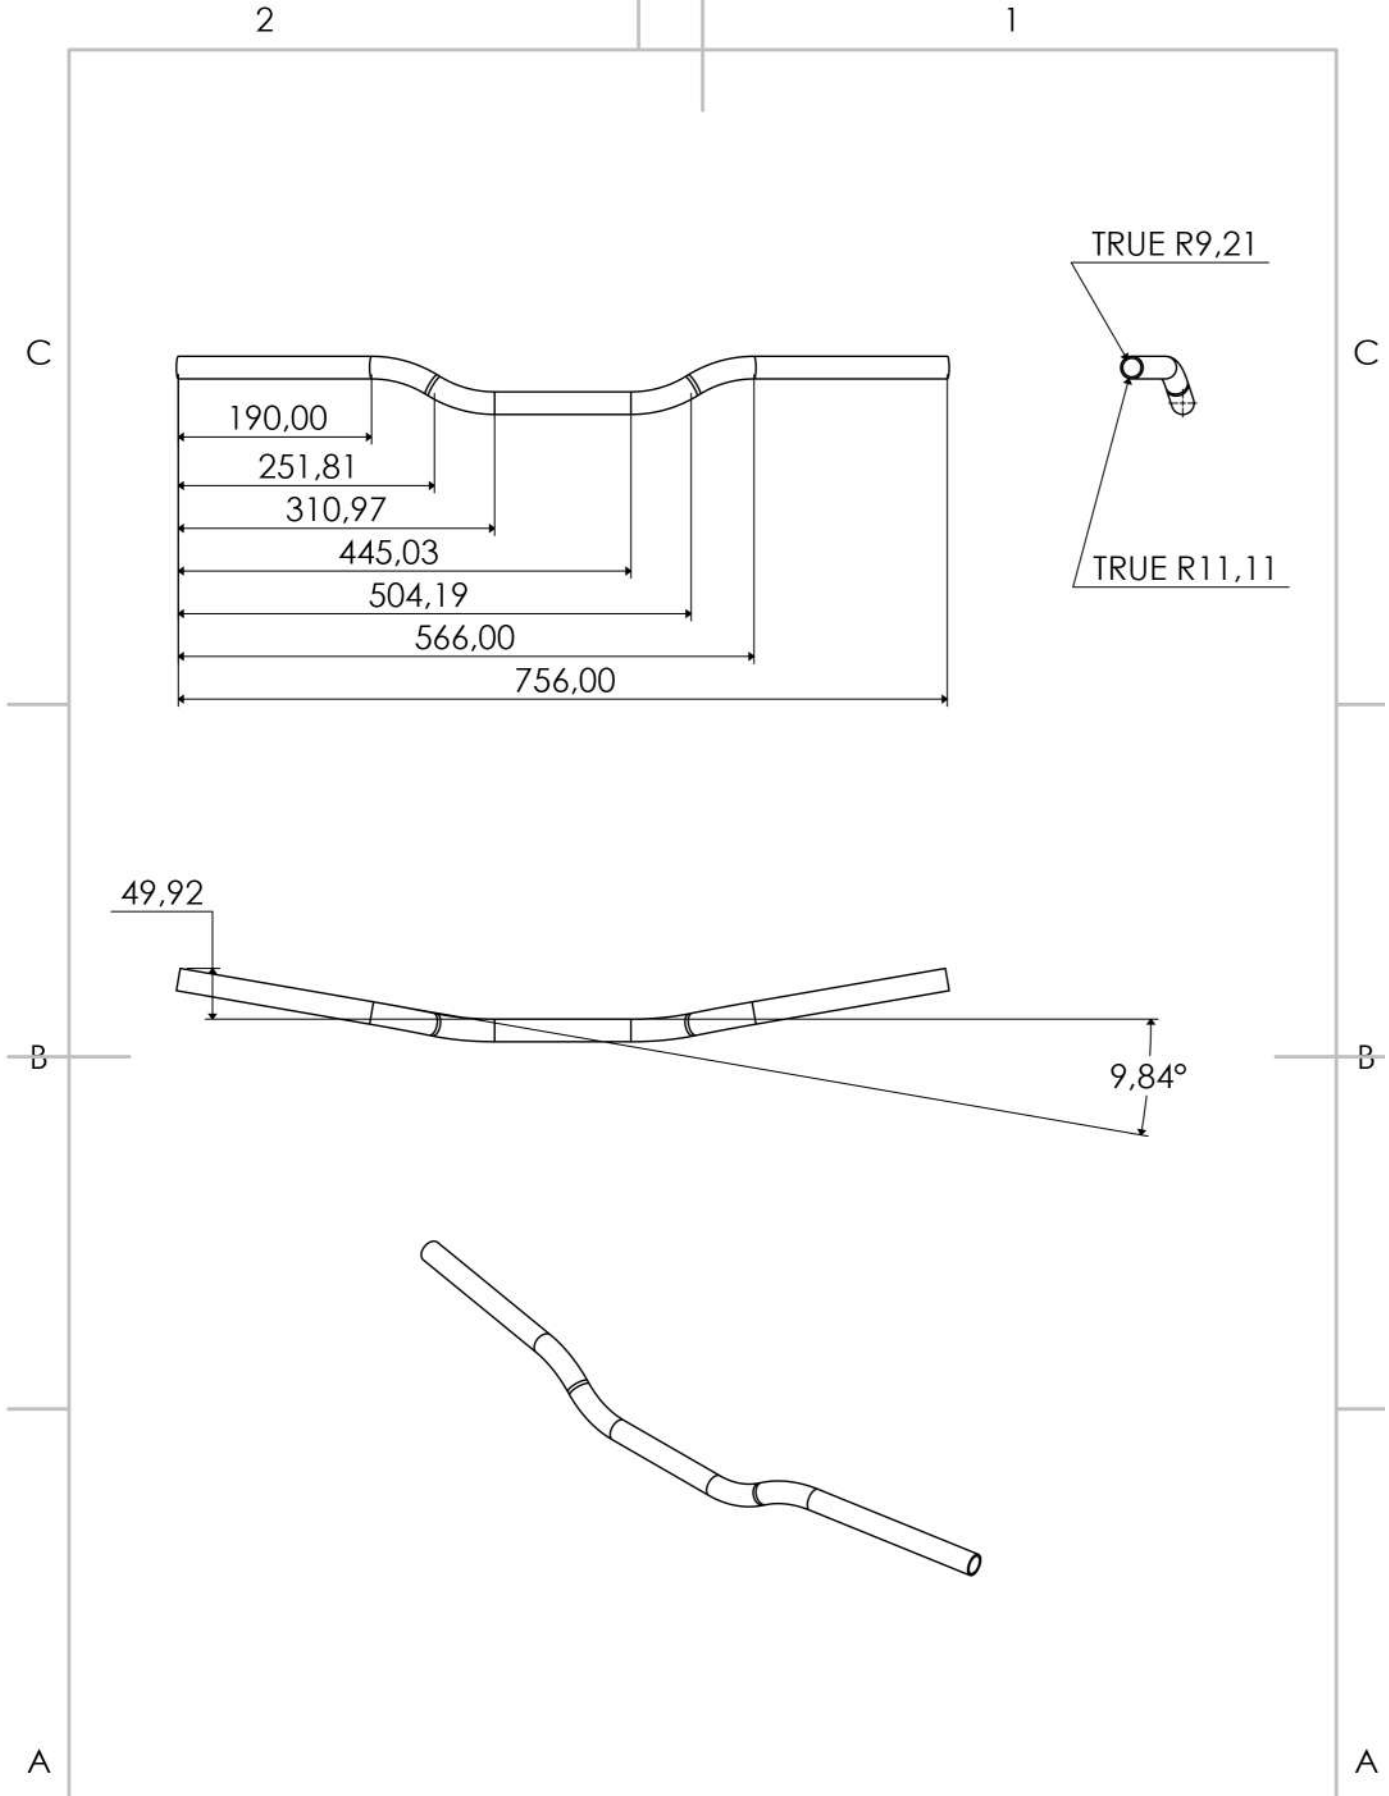 2
1
TRUE R9,21
C
C
190,00
251,81
310,97
445,03
504,19
TRUE R11,11
566,00
756,00
49,92
B
B
9,84°
A
A